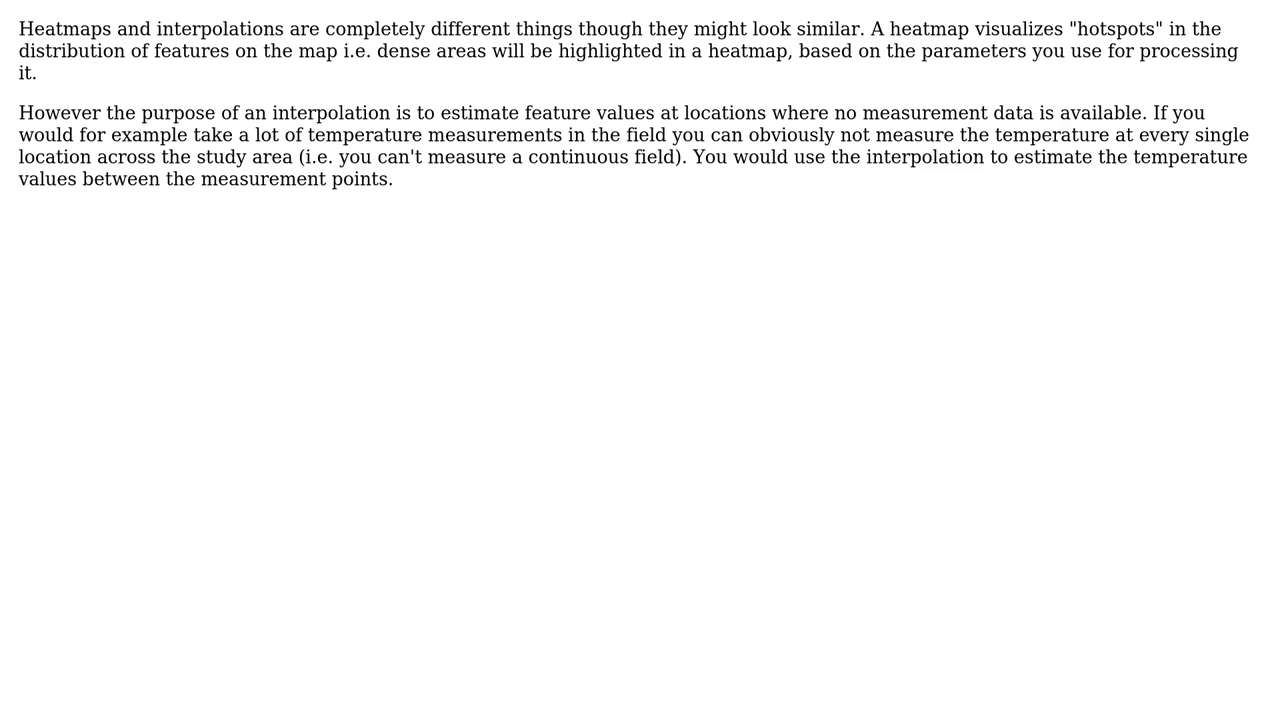 Heatmaps and interpolations are completely different things though they might look similar. A heatmap visualizes "hotspots" in the
distribution of features on the map i.e. dense areas will be highlighted in a heatmap, based on the parameters you use for processing
it.
However the purpose of an interpolation is to estimate feature values at locations where no measurement data is available. If you
would for example take a lot of temperature measurements in the field you can obviously not measure the temperature at every single
location across the study area (i.e. you can't measure a continuous field). You would use the interpolation to estimate the temperature
values between the measurement points.